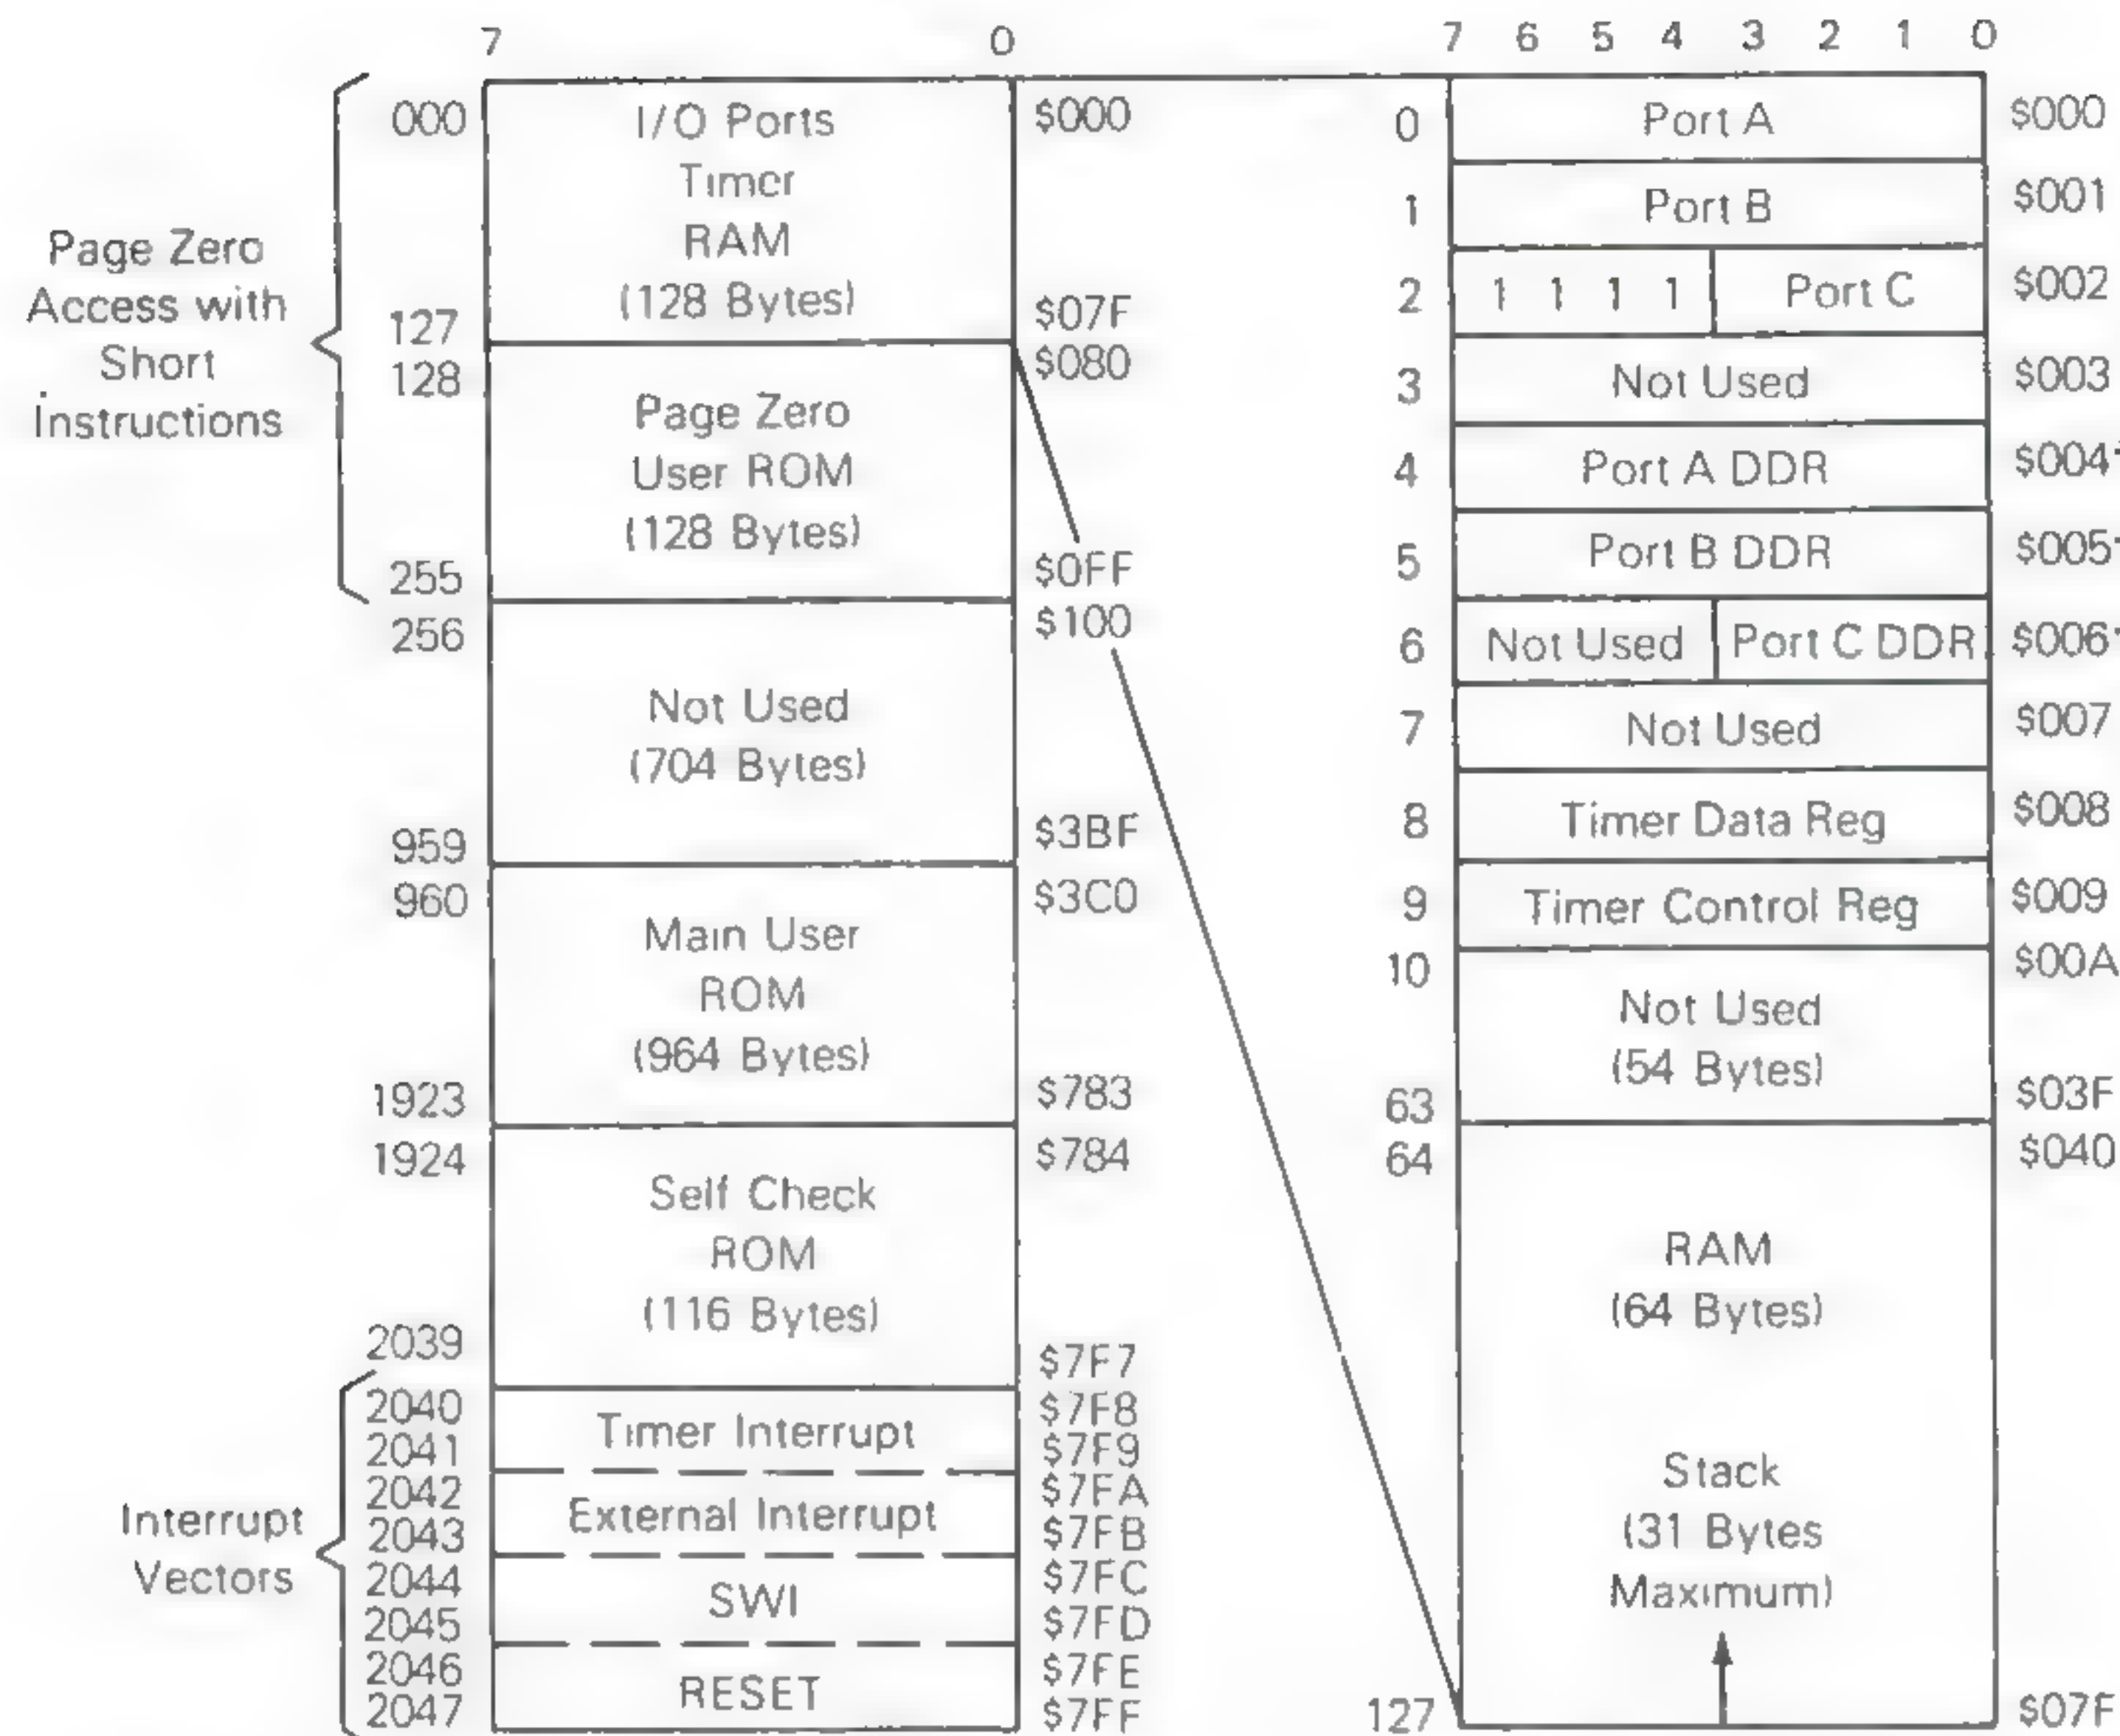 7 0
000 I/O Ports $000
Timer
RAM
(128 Bytes)
127 $07F
128 $080
Page Zero
User ROM
(128 Bytes)
255 $0FF
256 $100
Not Used
(704 Bytes)
959 $3BF
960 $3C0
Main User
ROM
(964 Bytes)
1923 $783
1924 $784
Self Check
ROM
(116 Bytes)
2039 $7F7
2040 $7F8
Timer Interrupt
2041 $7F9
2042 $7FA
External Interrupt
2043 $7FB
2044 $7FC
SWI
2045 $7FD
2046 $7FE
RESET
2047 $7FF
Page Zero
Access with
Short
Instructions
Interrupt
Vectors
7 6 5 4 3 2 1 0
0 Port A $000
1 Port B $001
2 1 1 1 1 Port C $002
3 Not Used $003
4 Port A DDR $004
5 Port B DDR $005
6 Not Used Port C DDR $006
7 Not Used $007
8 Timer Data Reg $008
9 Timer Control Reg $009
10 $00A
Not Used
(54 Bytes)
63 $03F
64 $040
RAM
(64 Bytes)
Stack
(31 Bytes
Maximum)
127 $07F